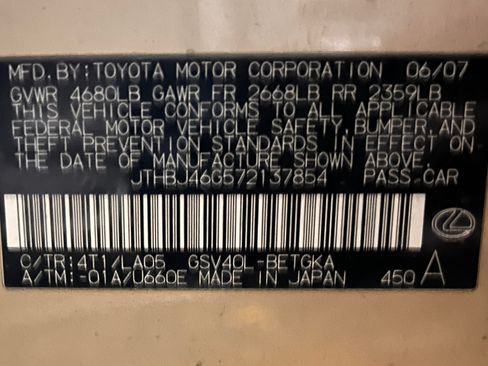 MFD. BY: TOYOTA MOTOR CORPORATION 06/07
GVWR 4680LB GAWR FR 2668LB RR 2359LB
THIS VEHICLE CONFORMS TO ALL APPLICABLE
FEDERAL MOTOR VEHICLE SAFETY, BUMPER, AND
THEFT PREVENTION STANDARDS IN EFFECT ON
THE DATE OF MANUFACTURE SHOWN ABOVE.
JTHBJ46G572137854 PASS.CAR
C/TR:4T1/LA05 GSV40L-BETGKA
A/TM:-01A/U660E MADE IN JAPAN 450 A